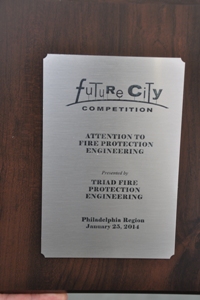 Future City
COMPETITION
ATTENTION TO
FIRE PROTECTION
ENGINEERING
Presented by
TRIAD FIRE
PROTECTION
ENGINEERING
Philadelphia Region
January 25, 2014